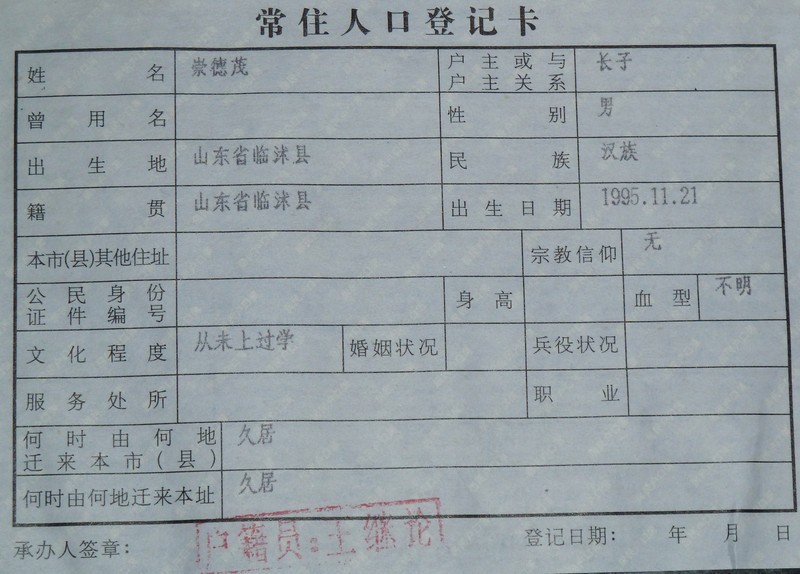 常住人口登记卡
姓名 崇德茂 户主或与户主关系 长子
曾用名 性别 男
出生地 山东省临沭县 民族 汉族
籍贯 山东省临沭县 出生日期 1995.11.21
本市(县)其他住址 宗教信仰 无
公民身份证件编号 身高 血型 不明
文化程度 从未上过学 婚姻状况 兵役状况
服务处所 职业
何时由何地迁来本市(县) 久居
何时由何地迁来本址 久居
承办人签章: 户籍员:王继论 登记日期: 年 月 日